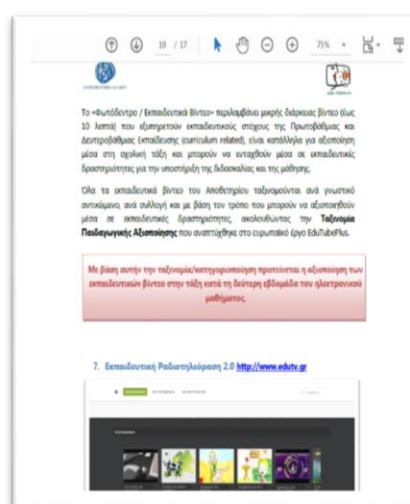 10 / 17
75%
Το «Φωτόδεντρο / Εκπαιδευτικά Βίντεο» περιλαμβάνει μικρής διάρκειας βίντεο (έως
10 λεπτά) που εξυπηρετούν εκπαιδευτικούς στόχους της Πρωτοβάθμιας και
Δευτεροβάθμιας Εκπαίδευσης (curriculum related), είναι κατάλληλα για αξιοποίηση
μέσα στη σχολική τάξη και μπορούν να ενταχθούν μέσα σε εκπαιδευτικές
δραστηριότητες για την υποστήριξη της διδασκαλίας και της μάθησης.
Όλα τα εκπαιδευτικά βίντεο του Αποθετηρίου ταξινομούνται ανά γνωστικό
αντικείμενο, ανά συλλογή και με βάση τον τρόπο που μπορούν να αξιοποιηθούν
μέσα σε εκπαιδευτικές δραστηριότητες, ακολουθώντας την Ταξινομία
Παιδαγωγικής Αξιοποίησης που αναπτύχθηκε στο ευρωπαϊκό έργο EduTubePlus.
Με βάση αυτήν την ταξινομία/κατηγοριοποίηση προτείνεται η αξιοποίηση των
εκπαιδευτικών βίντεο στην τάξη κατά τη δεύτερη εβδομάδα του ηλεκτρονικού
μαθήματος.
7. Εκπαιδευτική Ραδιοτηλεόραση 2.0 http://www.edutv.gr